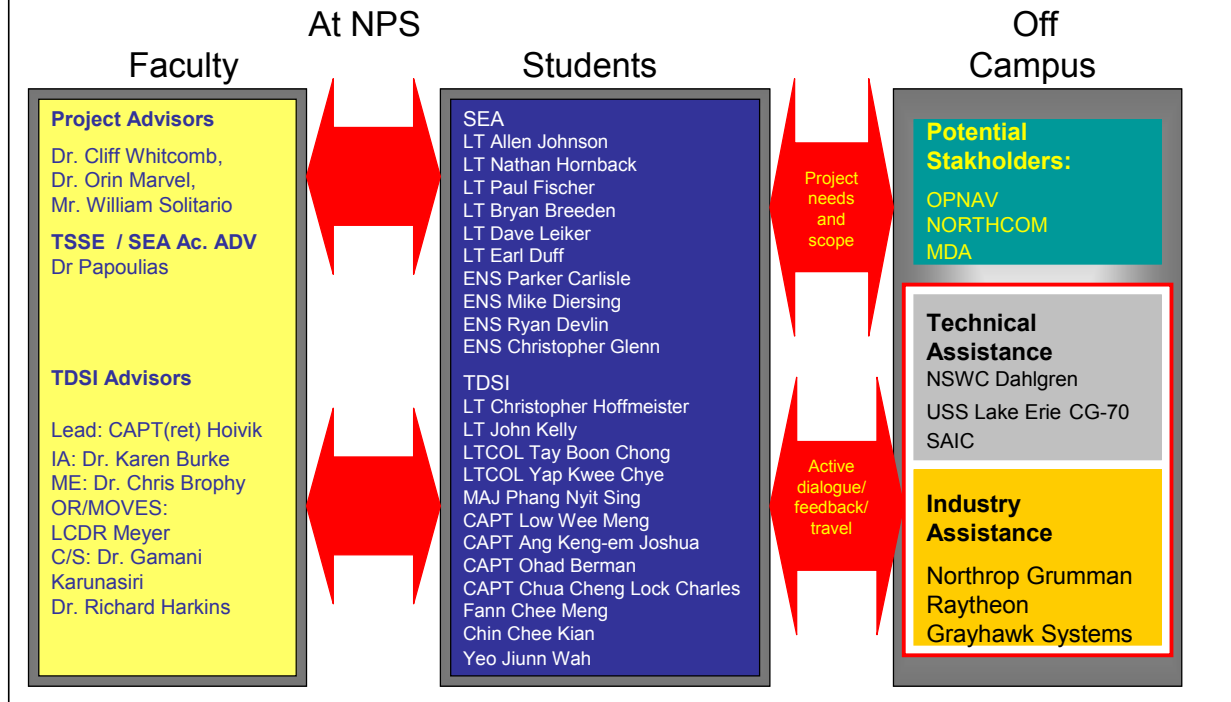 At NPS
Faculty
Students
Off
Campus
Project Advisors
Dr. Cliff Whitcomb,
Dr. Orin Marvel,
Mr. William Solitario
TSSE / SEA Ac. ADV
Dr Papoulias
TDSI Advisors
Lead: CAPT(ret) Hoivik
IA: Dr. Karen Burke
ME: Dr. Chris Brophy
OR/MOVES:
LCDR Meyer
C/S: Dr. Gamani
Karunasiri
Dr. Richard Harkins
SEA
LT Allen Johnson
LT Nathan Hornback
LT Paul Fischer
LT Bryan Breeden
LT Dave Leiker
LT Earl Duff
ENS Parker Carlisle
ENS Mike Diersing
ENS Ryan Devlin
ENS Christopher Glenn
TDSI
LT Christopher Hoffmeister
LT John Kelly
LTCOL Tay Boon Chong
LTCOL Yap Kwee Chye
MAJ Phang Nyit Sing
CAPT Low Wee Meng
CAPT Ang Keng-em Joshua
CAPT Ohad Berman
CAPT Chua Cheng Lock Charles
Fann Chee Meng
Chin Chee Kian
Yeo Jiunn Wah
Project
needs
and
scope
Active
dialogue/
feedback/
travel
Potential
Stakholders:
OPNAV
NORTHCOM
MDA
Technical
Assistance
NSWC Dahlgren
USS Lake Erie CG-70
SAIC
Industry
Assistance
Northrop Grumman
Raytheon
Grayhawk Systems